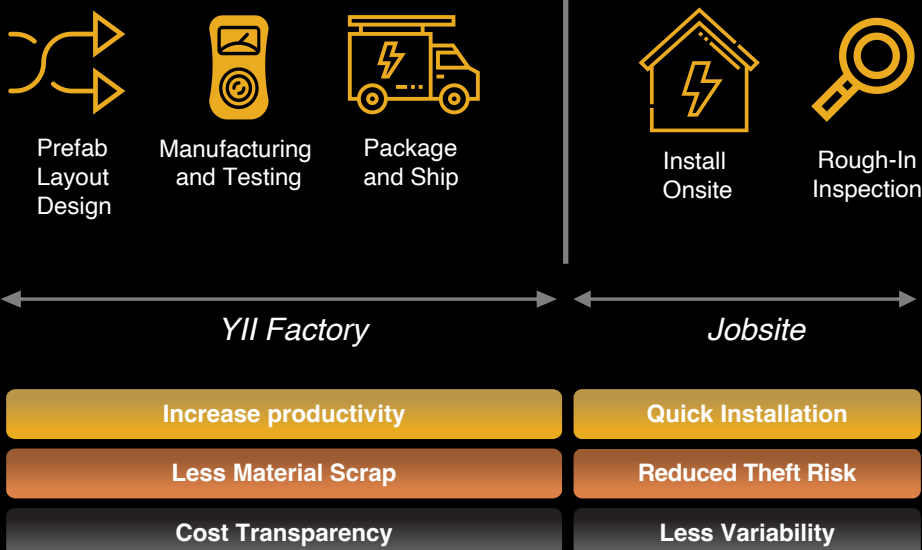 Prefab
Layout
Design
Manufacturing
and Testing
Package
and Ship
Install
Onsite
Rough-In
Inspection
YII Factory
Jobsite
Increase productivity
Quick Installation
Less Material Scrap
Reduced Theft Risk
Cost Transparency
Less Variability